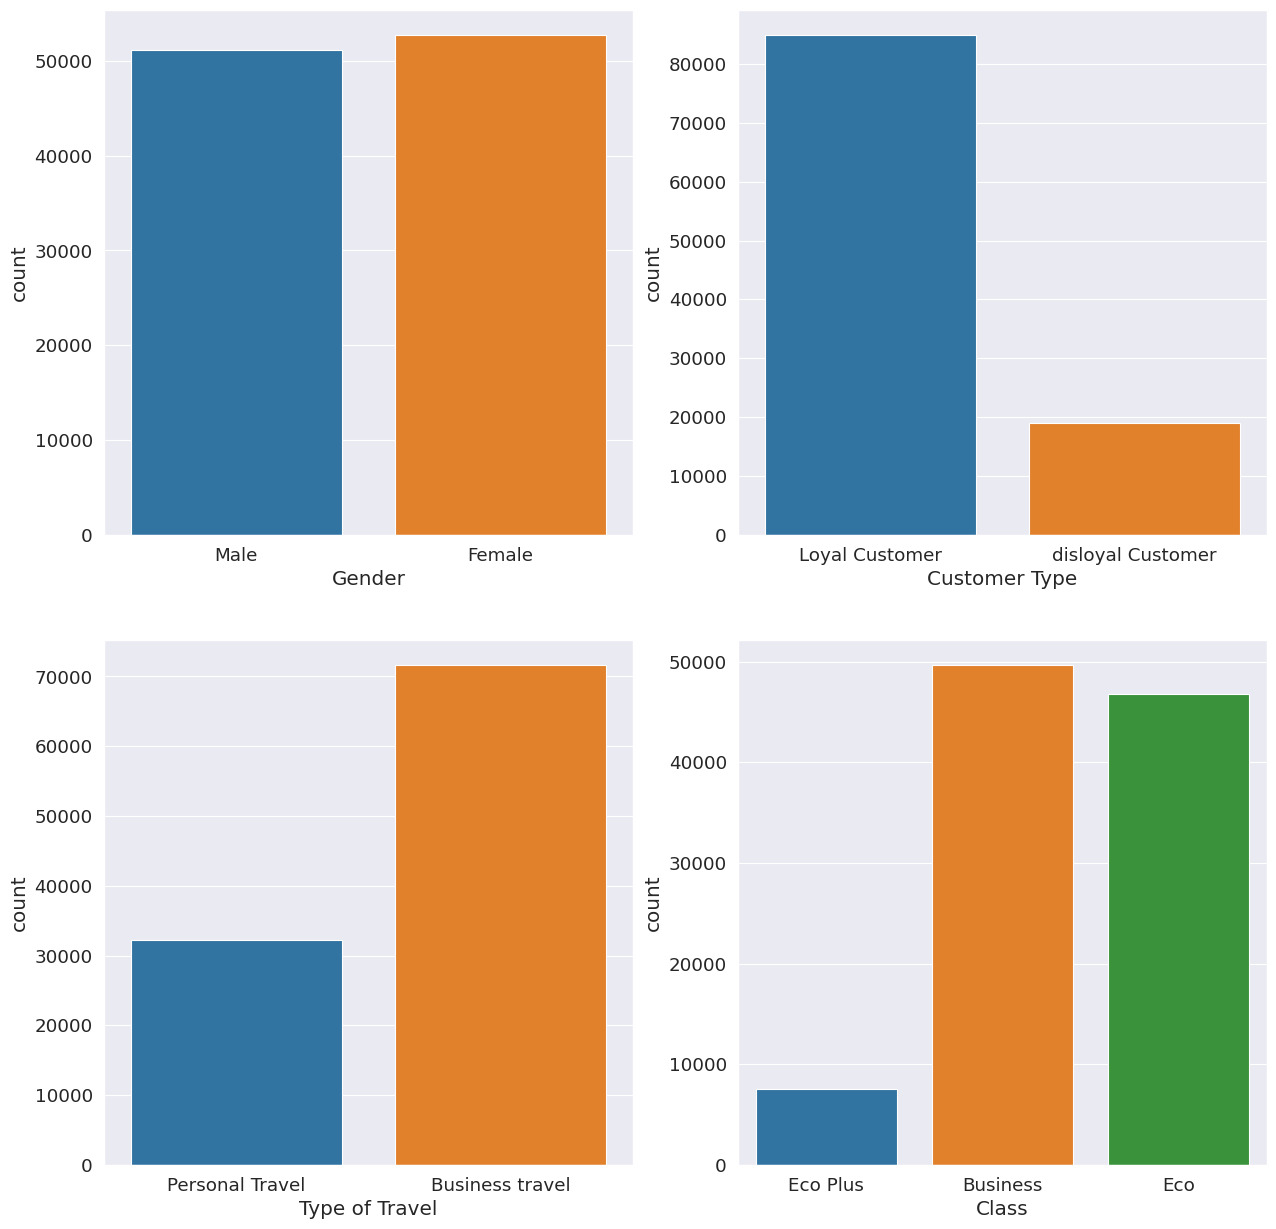 50000
40000
30000
20000
10000
0
count
Male Female
Gender
80000
70000
60000
50000
40000
30000
20000
10000
0
count
Loyal Customer disloyal Customer
Customer Type
70000
60000
50000
40000
30000
20000
10000
0
count
Personal Travel Business travel
Type of Travel
50000
40000
30000
20000
10000
0
count
Eco Plus Business Eco
Class